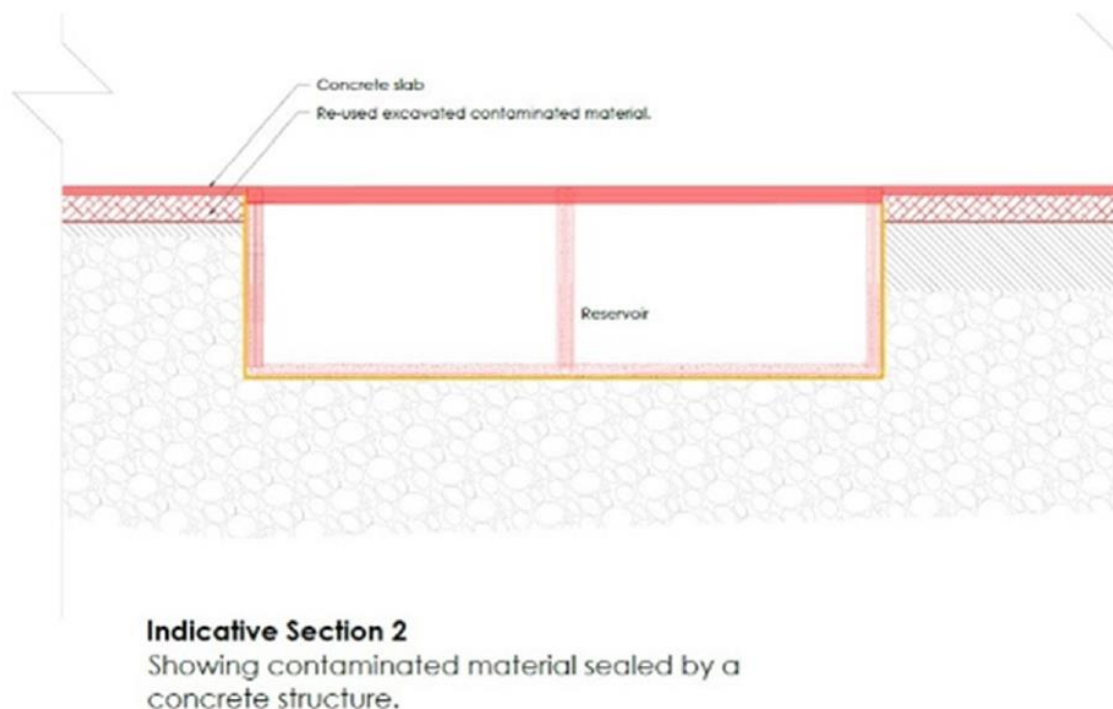 Concrete slab
Re-used excavated contaminated material.
Reservoir
Indicative Section 2
Showing contaminated material sealed by a
concrete structure.